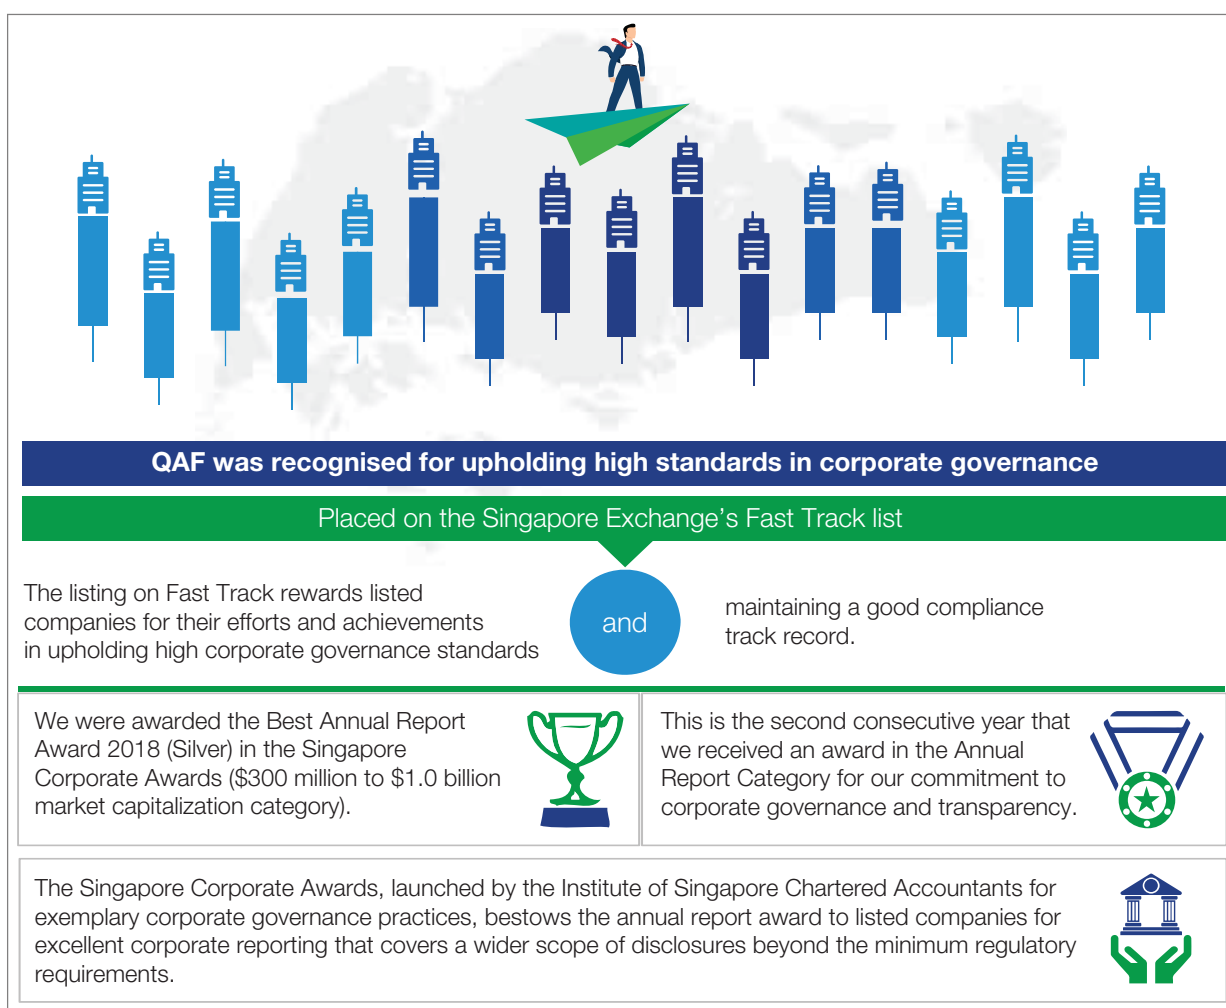 QAF was recognised for upholding high standards in corporate governance
Placed on the Singapore Exchange’s Fast Track list
The listing on Fast Track rewards listed
companies for their efforts and achievements
in upholding high corporate governance standards
and
maintaining a good compliance
track record.
We were awarded the Best Annual Report
Award 2018 (Silver) in the Singapore
Corporate Awards ($300 million to $1.0 billion
market capitalization category).
This is the second consecutive year that
we received an award in the Annual
Report Category for our commitment to
corporate governance and transparency.
The Singapore Corporate Awards, launched by the Institute of Singapore Chartered Accountants for
exemplary corporate governance practices, bestows the annual report award to listed companies for
excellent corporate reporting that covers a wider scope of disclosures beyond the minimum regulatory
requirements.